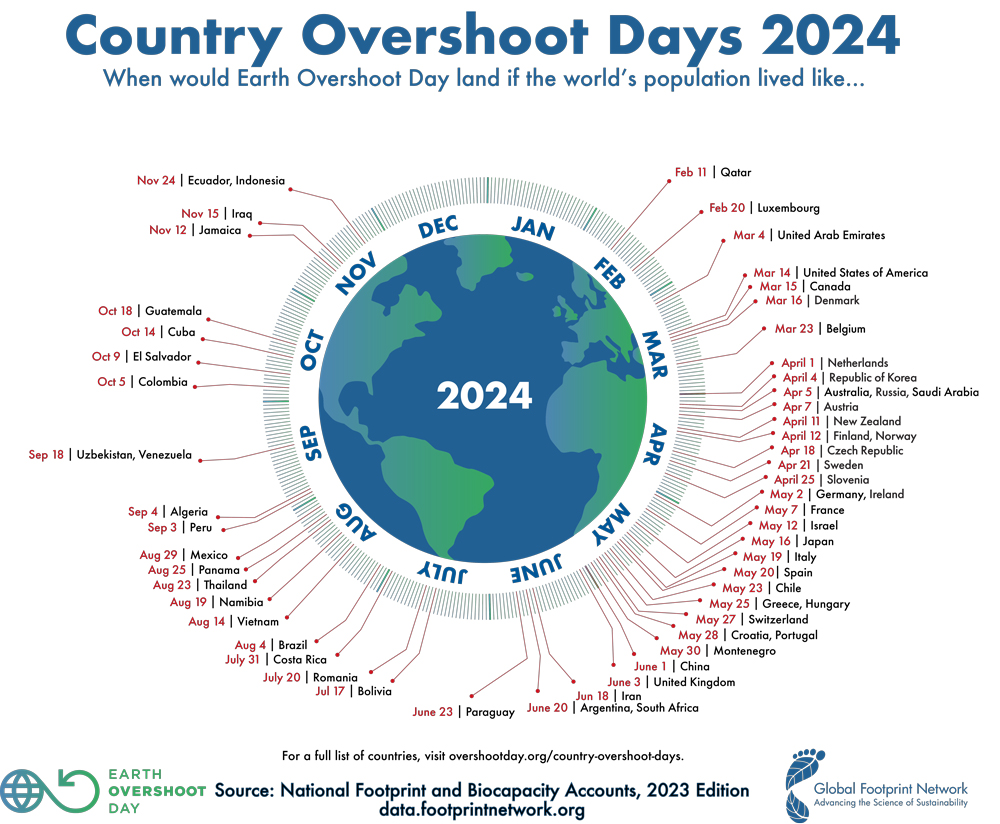 Country Overshoot Days 2024
When would Earth Overshoot Day land if the world's population lived like...
Feb 11 | Qatar
Feb 20 | Luxembourg
Mar 4 | United Arab Emirates
Mar 14 | United States of America
Mar 15 | Canada
Mar 16 | Denmark
Mar 23 | Belgium
April 1 | Netherlands
April 4 | Republic of Korea
Apr 5 | Australia, Russia, Saudi Arabia
Apr 7 | Austria
April 11 | New Zealand
April 12 | Finland, Norway
Apr 18 | Czech Republic
Apr 21 | Sweden
April 25 | Slovenia
May 2 | Germany, Ireland
May 7 | France
May 12 | Israel
May 16 | Japan
May 19 | Italy
May 20| Spain
May 23 | Chile
May 25 | Greece, Hungary
May 27 | Switzerland
May 28 | Croatia, Portugal
May 30 | Montenegro
June 1 | China
June 3 | United Kingdom
Jun 18 | Iran
June 20 | Argentina, South Africa
June 23 | Paraguay
Jul 17 | Bolivia
July 20 | Romania
July 31 | Costa Rica
Aug 4 | Brazil
Aug 14 | Vietnam
Aug 19 | Namibia
Aug 23 | Thailand
Aug 25 | Panama
Aug 29 | Mexico
Sep 3 | Peru
Sep 4 | Algeria
Sep 18 | Uzbekistan, Venezuela
Oct 5 | Colombia
Oct 9 | El Salvador
Oct 14 | Cuba
Oct 18 | Guatemala
Nov 12 | Jamaica
Nov 15 | Iraq
Nov 24 | Ecuador, Indonesia
JAN
FEB
MAR
APR
MAY
JUNE
JULY
AUG
SEP
OCT
NOV
DEC
2024
For a full list of countries, visit overshootday.org/country-overshoot-days.
EARTH
OVERSHOOT
DAY
Source: National Footprint and Biocapacity Accounts, 2023 Edition
data.footprintnetwork.org
Global Footprint Network
Advancing the Science of Sustainability